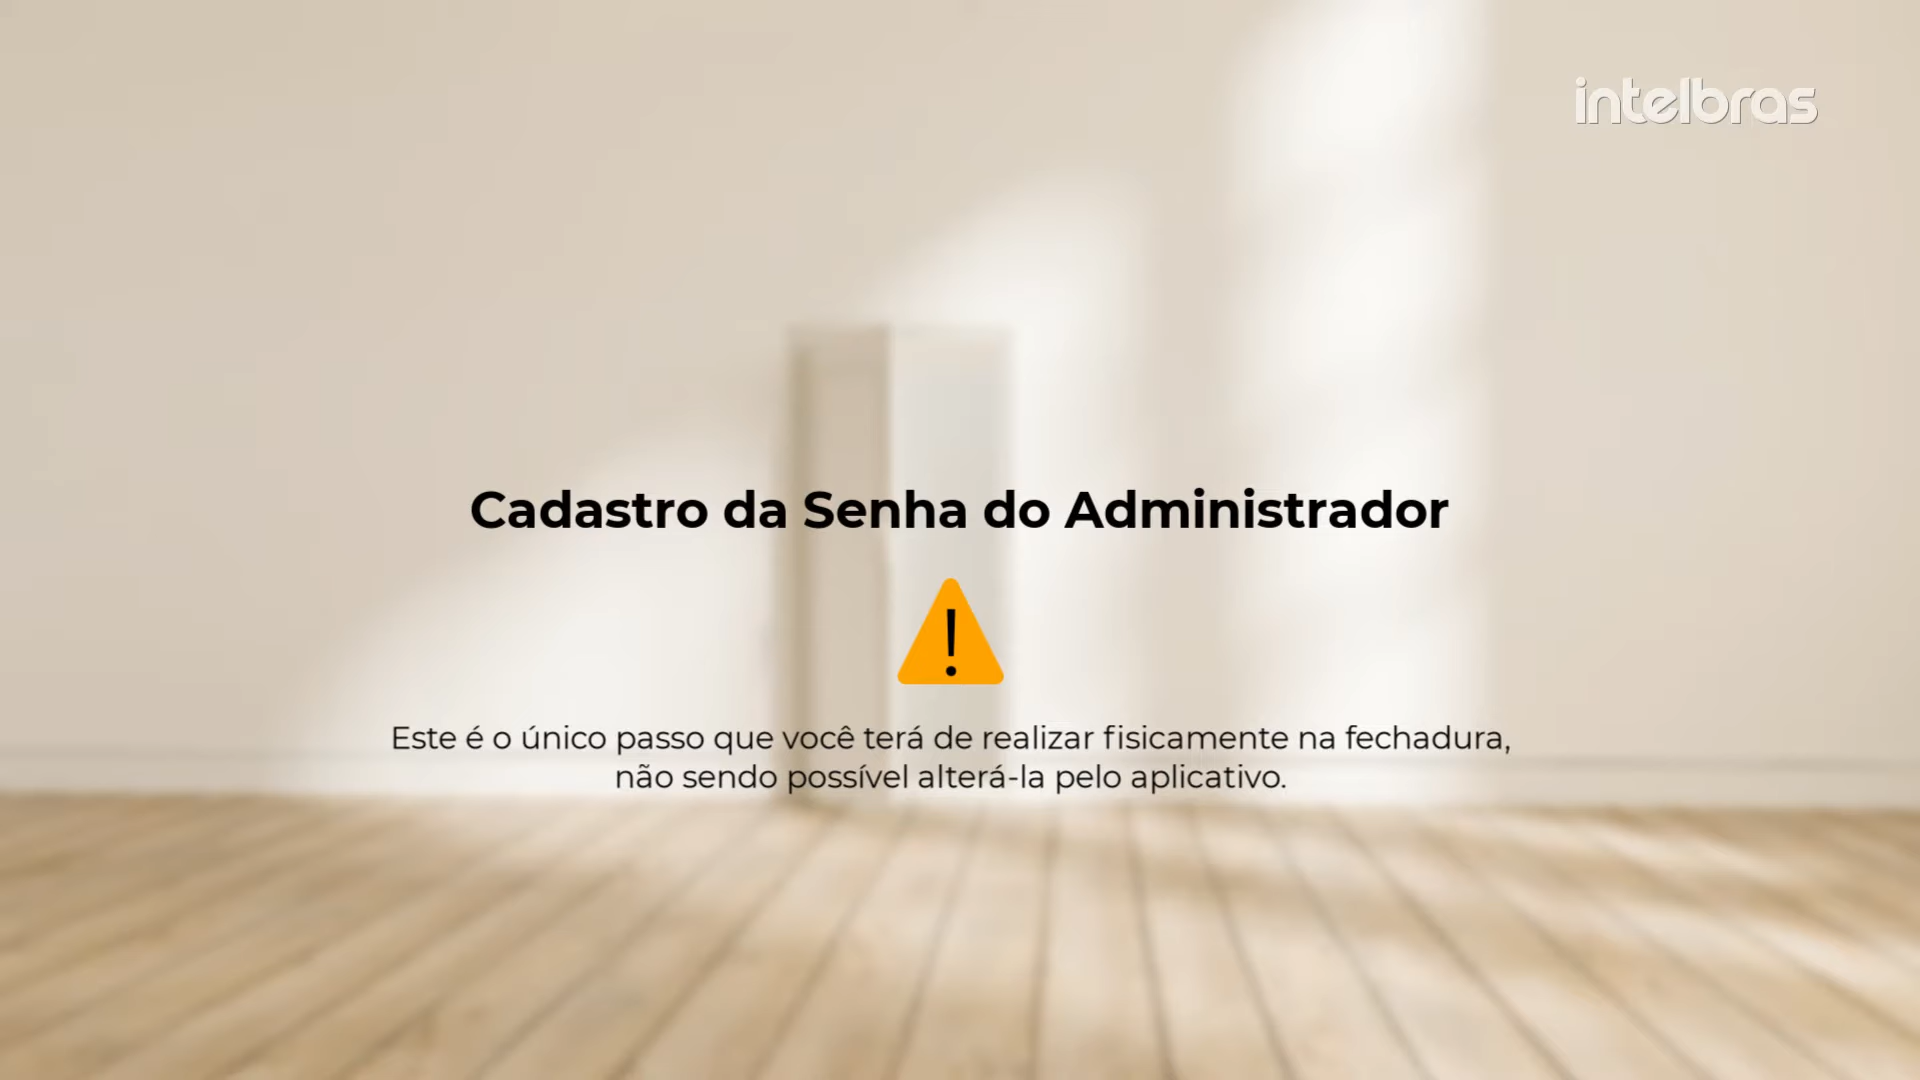 intelbras
Cadastro da Senha do Administrador
!
Este é o único passo que você terá de realizar fisicamente na fechadura,
não sendo possível alterá-la pelo aplicativo.